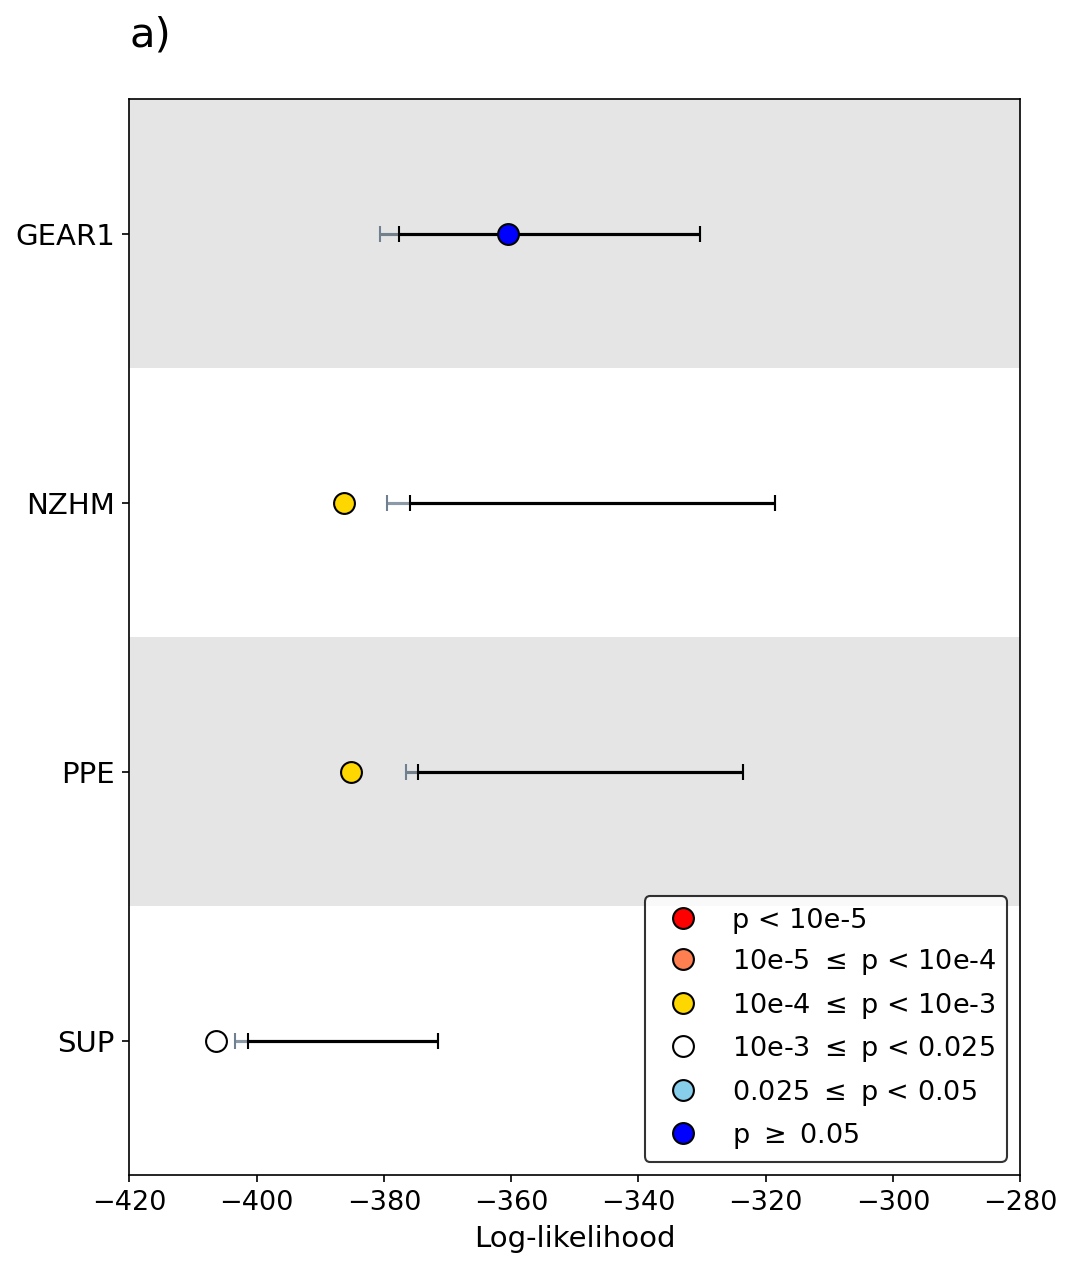 a)
GEAR1
NZHM
PPE
SUP
p < 10e-5
10e-5 ≤ p < 10e-4
10e-4 ≤ p < 10e-3
10e-3 ≤ p < 0.025
0.025 ≤ p < 0.05
p ≥ 0.05
−420 −400 −380 −360 −340 −320 −300 −280
Log-likelihood